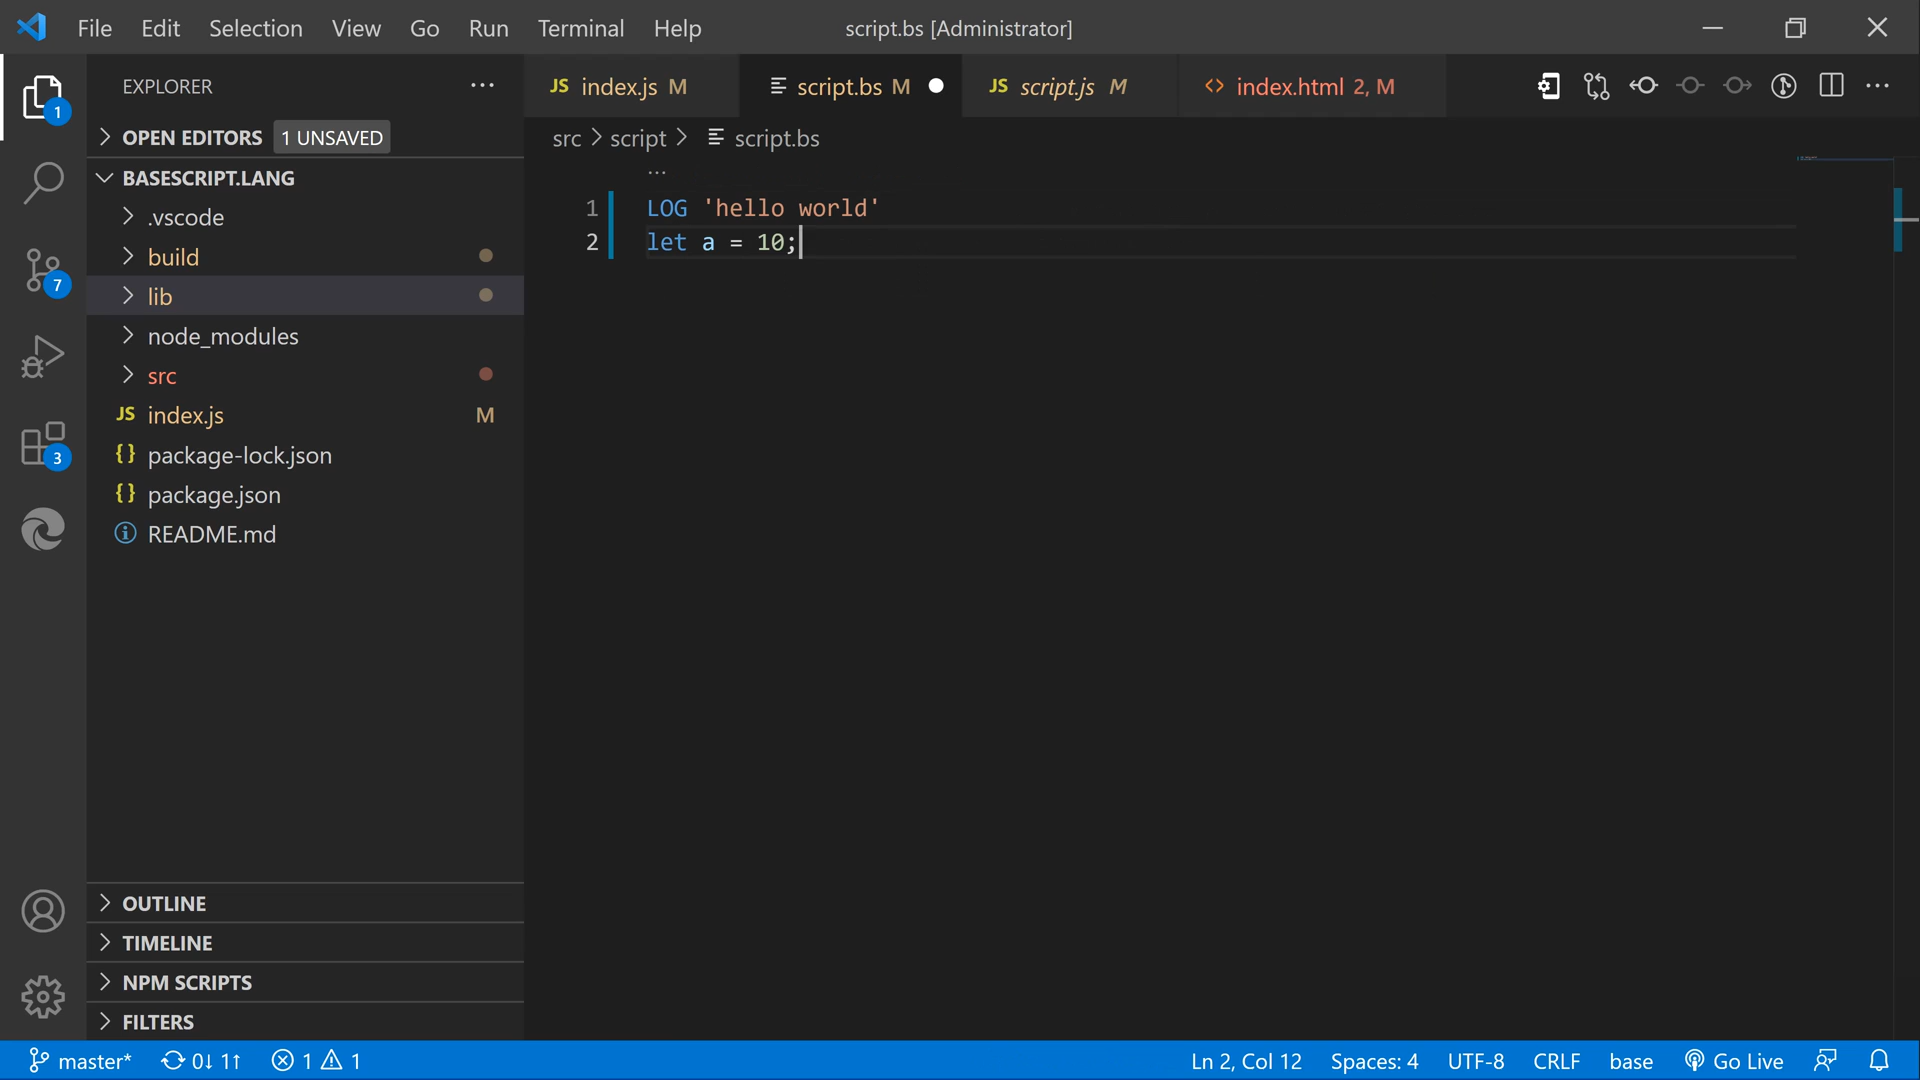 File Edit Selection View Go Run Terminal Help script.bs [Administrator]
EXPLORER
1
OPEN EDITORS 1 UNSAVED
BASESCRIPT.LANG
.vscode
build
lib
node_modules
src
JS index.js M
{} package-lock.json
{} package.json
README.md
7
3
OUTLINE
TIMELINE
NPM SCRIPTS
FILTERS
JS index.js M script.bs M JS script.js M <> index.html 2, M
src > script > script.bs
1 LOG 'hello world'
2 let a = 10;
master* 0↓ 1↑ 1 1 Ln 2, Col 12 Spaces: 4 UTF-8 CRLF base Go Live